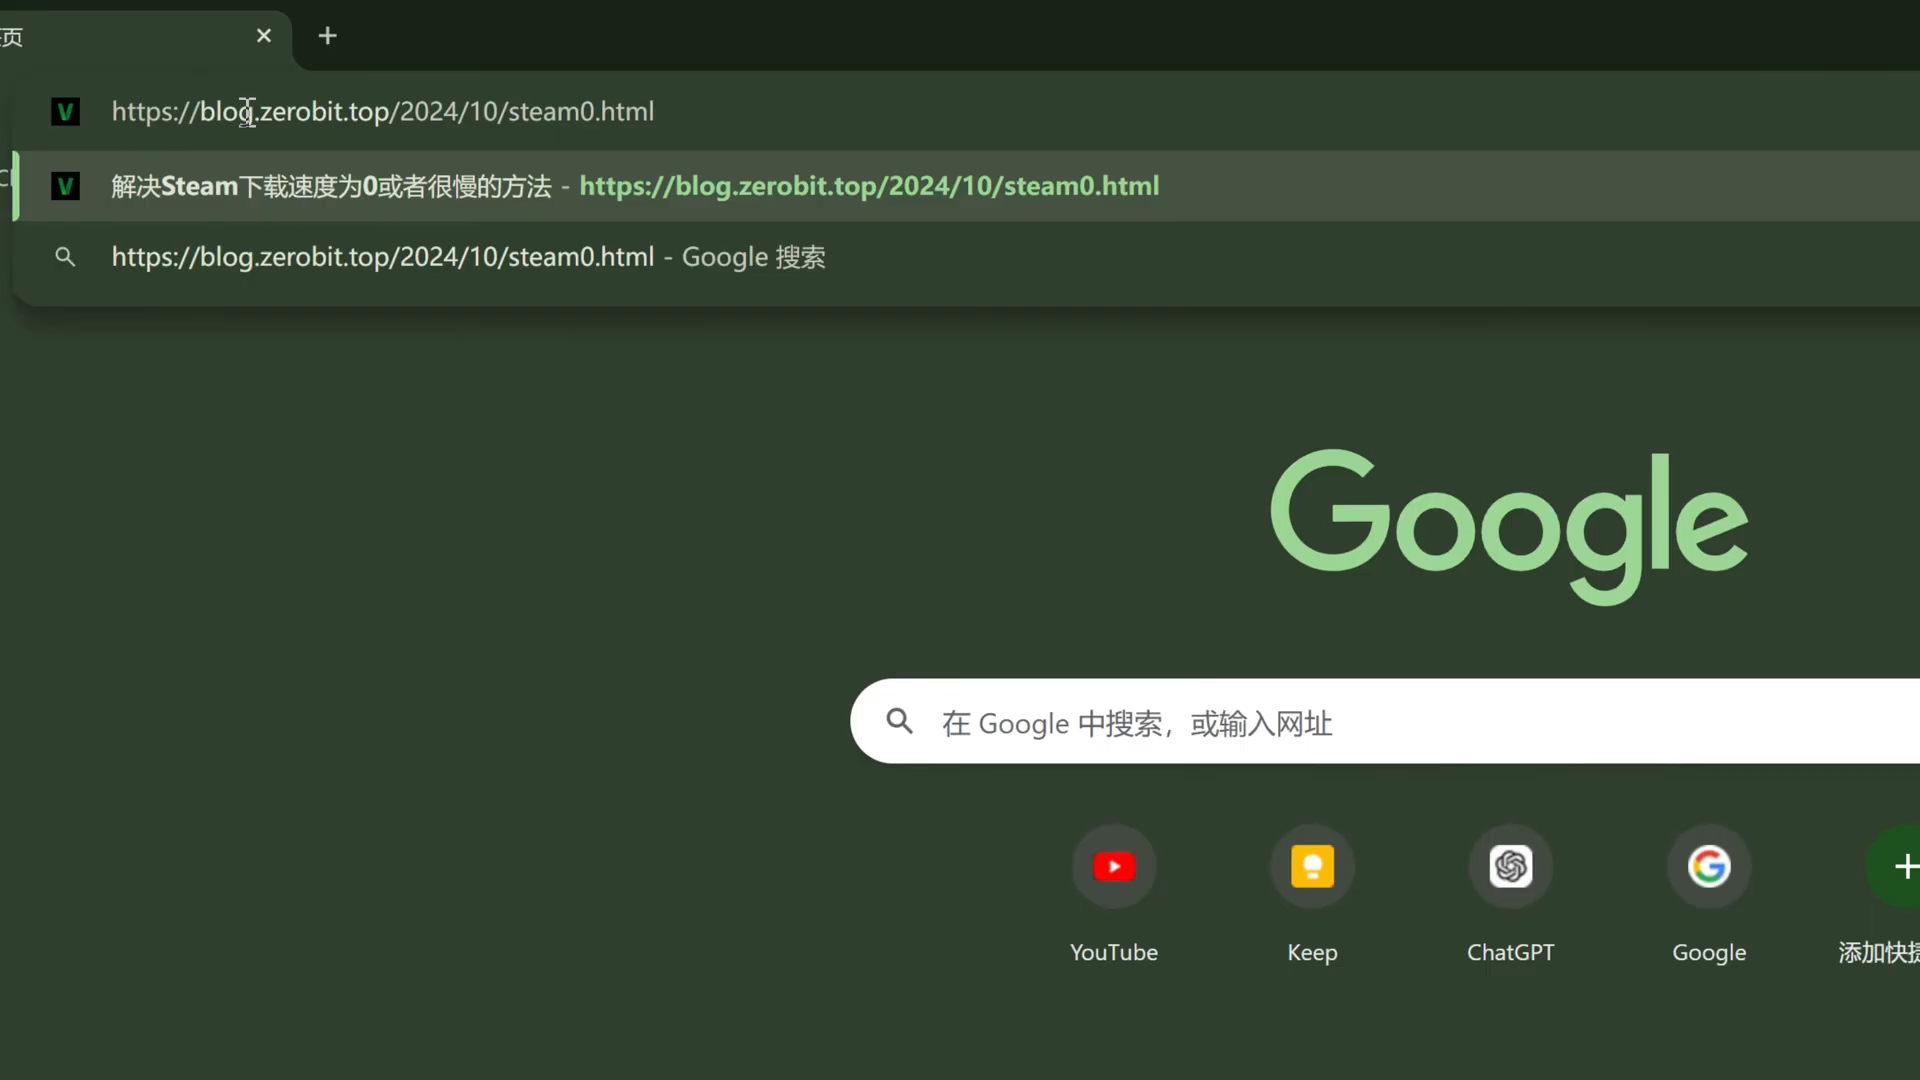 页
https://blog.zerobit.top/2024/10/steam0.html
解决Steam下载速度为0或者很慢的方法 - https://blog.zerobit.top/2024/10/steam0.html
https://blog.zerobit.top/2024/10/steam0.html - Google 搜索
Google
在 Google 中搜索，或输入网址
YouTube
Keep
ChatGPT
Google
添加快捷